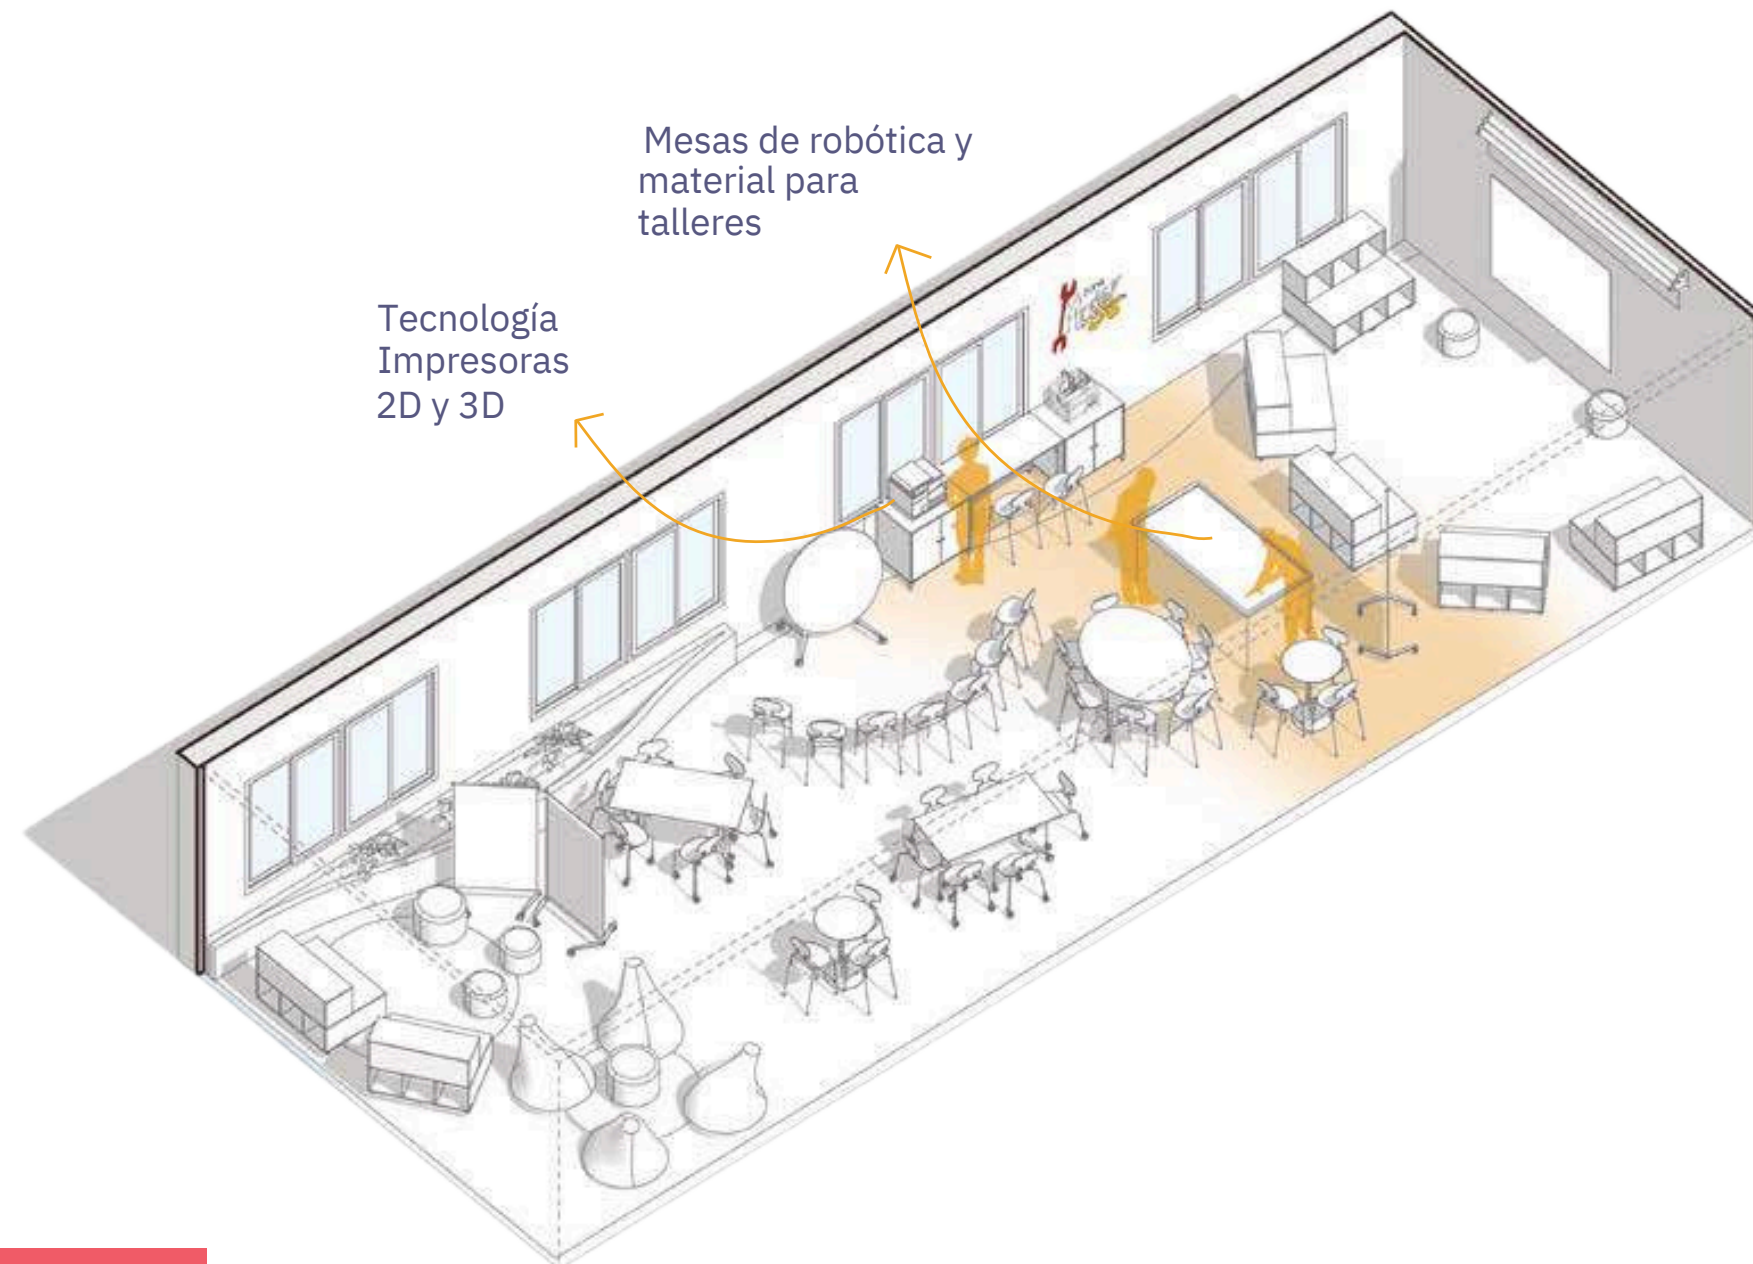 Mesas de robótica y
material para
talleres
Tecnología
Impresoras
2D y 3D